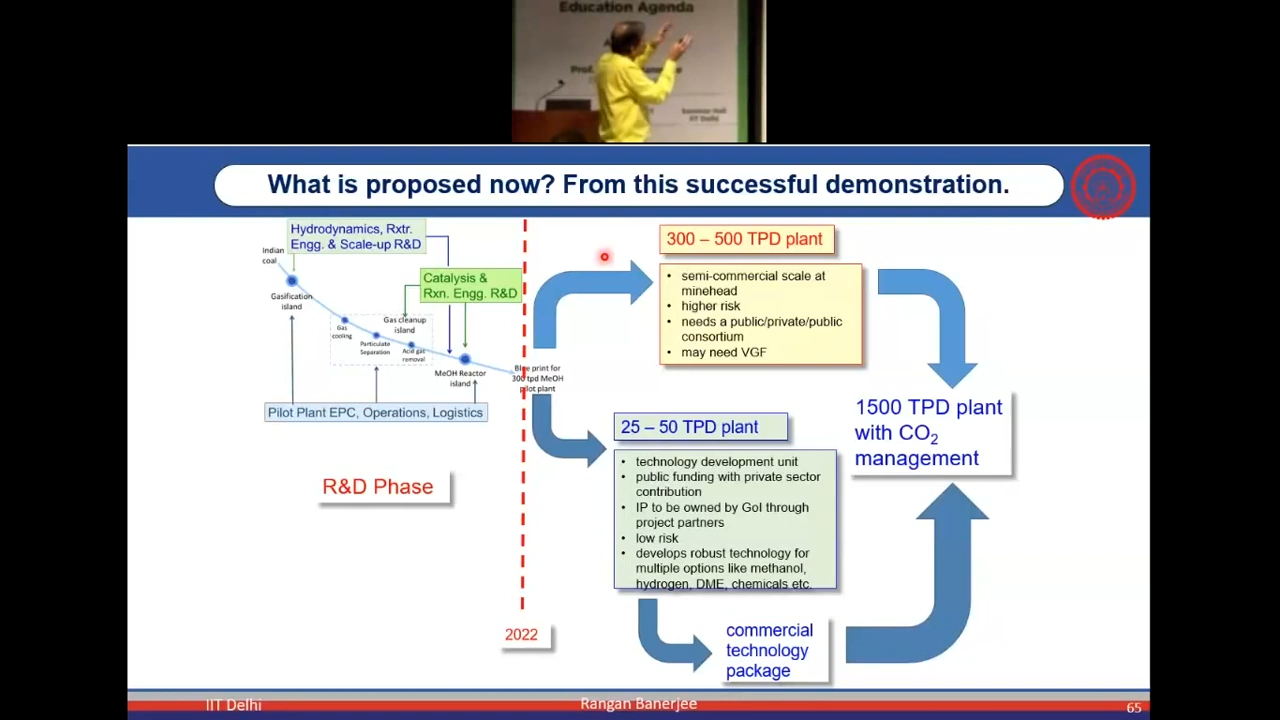 Education Agenda
Prof.
Seminar Hall
IIT Delhi
What is proposed now? From this successful demonstration.
Hydrodynamics, Rxtr.
Engg. & Scale-up R&D
Indian
coal
Gasification
island
Catalysis &
Rxn. Engg. R&D
Gas
cooling
Particulate
Separation
Gas cleanup
island
Acid gas
removal
MeOH Reactor
island
Blue print for
300 tpd MeOH
pilot plant
Pilot Plant EPC, Operations, Logistics
R&D Phase
2022
300 – 500 TPD plant
• semi-commercial scale at
minehead
• higher risk
• needs a public/private/public
consortium
• may need VGF
25 – 50 TPD plant
• technology development unit
• public funding with private sector
contribution
• IP to be owned by GoI through
project partners
• low risk
• develops robust technology for
multiple options like methanol,
hydrogen, DME, chemicals etc.
commercial
technology
package
1500 TPD plant
with CO₂
management
IIT Delhi
Rangan Banerjee
65